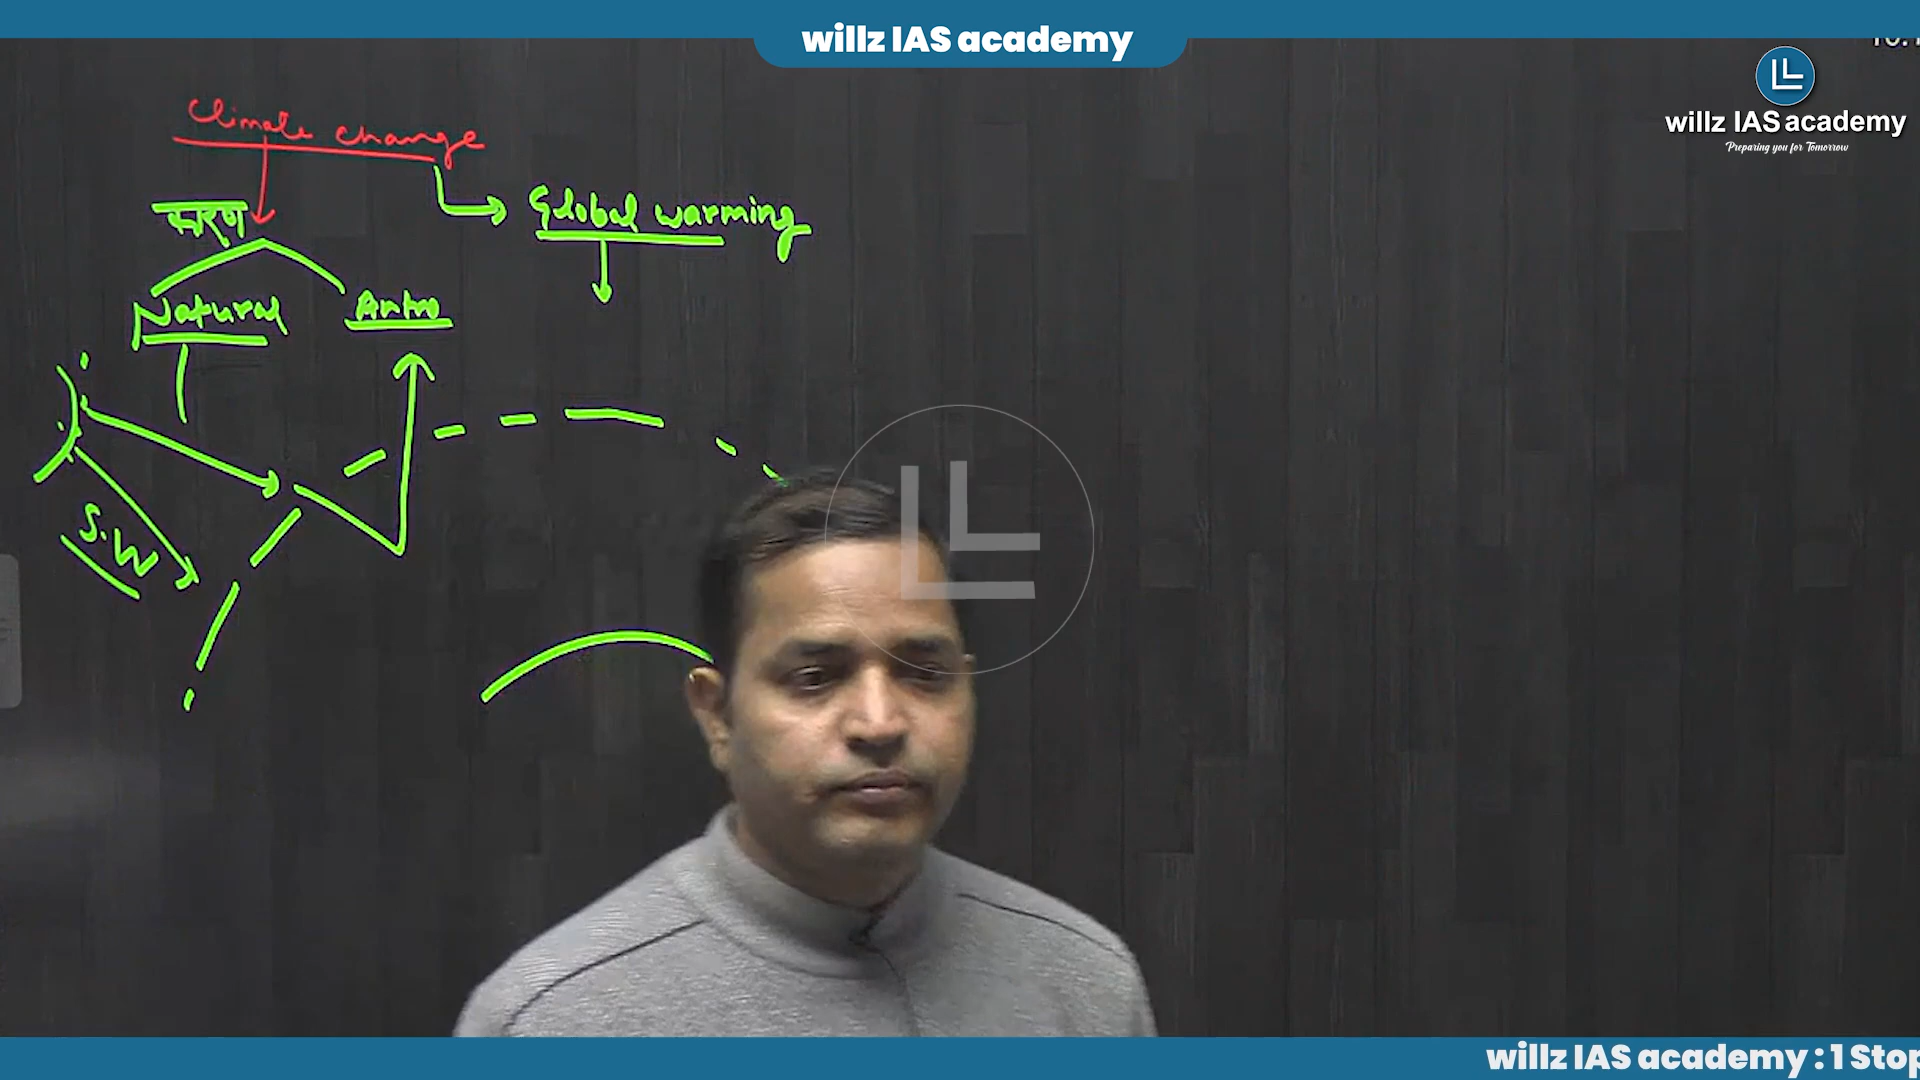 willz IAS academy
willz IAS academy
Preparing you for Tomorrow
Climate change
कारण
Global warming
Natural
Antro
S.W
willz IAS academy : 1 Stop